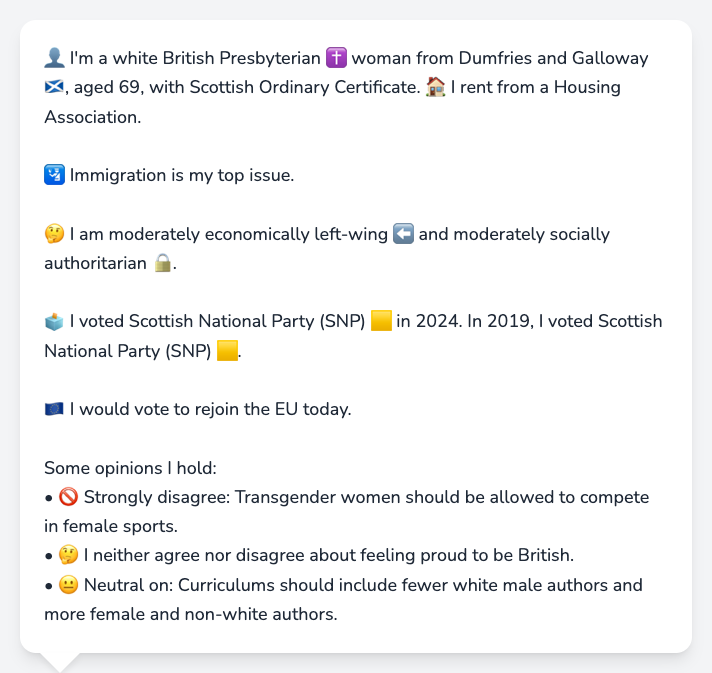 👤 I'm a white British Presbyterian ✝️ woman from Dumfries and Galloway
🏴󠁧󠁢󠁳󠁣󠁴󠁿, aged 69, with Scottish Ordinary Certificate. 🏠 I rent from a Housing
Association.
🛂 Immigration is my top issue.
🤔 I am moderately economically left-wing ⬅️ and moderately socially
authoritarian 🔒.
🗳️ I voted Scottish National Party (SNP) 🟨 in 2024. In 2019, I voted Scottish
National Party (SNP) 🟨.
🇪🇺 I would vote to rejoin the EU today.
Some opinions I hold:
• 🚫 Strongly disagree: Transgender women should be allowed to compete
in female sports.
• 🤔 I neither agree nor disagree about feeling proud to be British.
• 😐 Neutral on: Curriculums should include fewer white male authors and
more female and non-white authors.